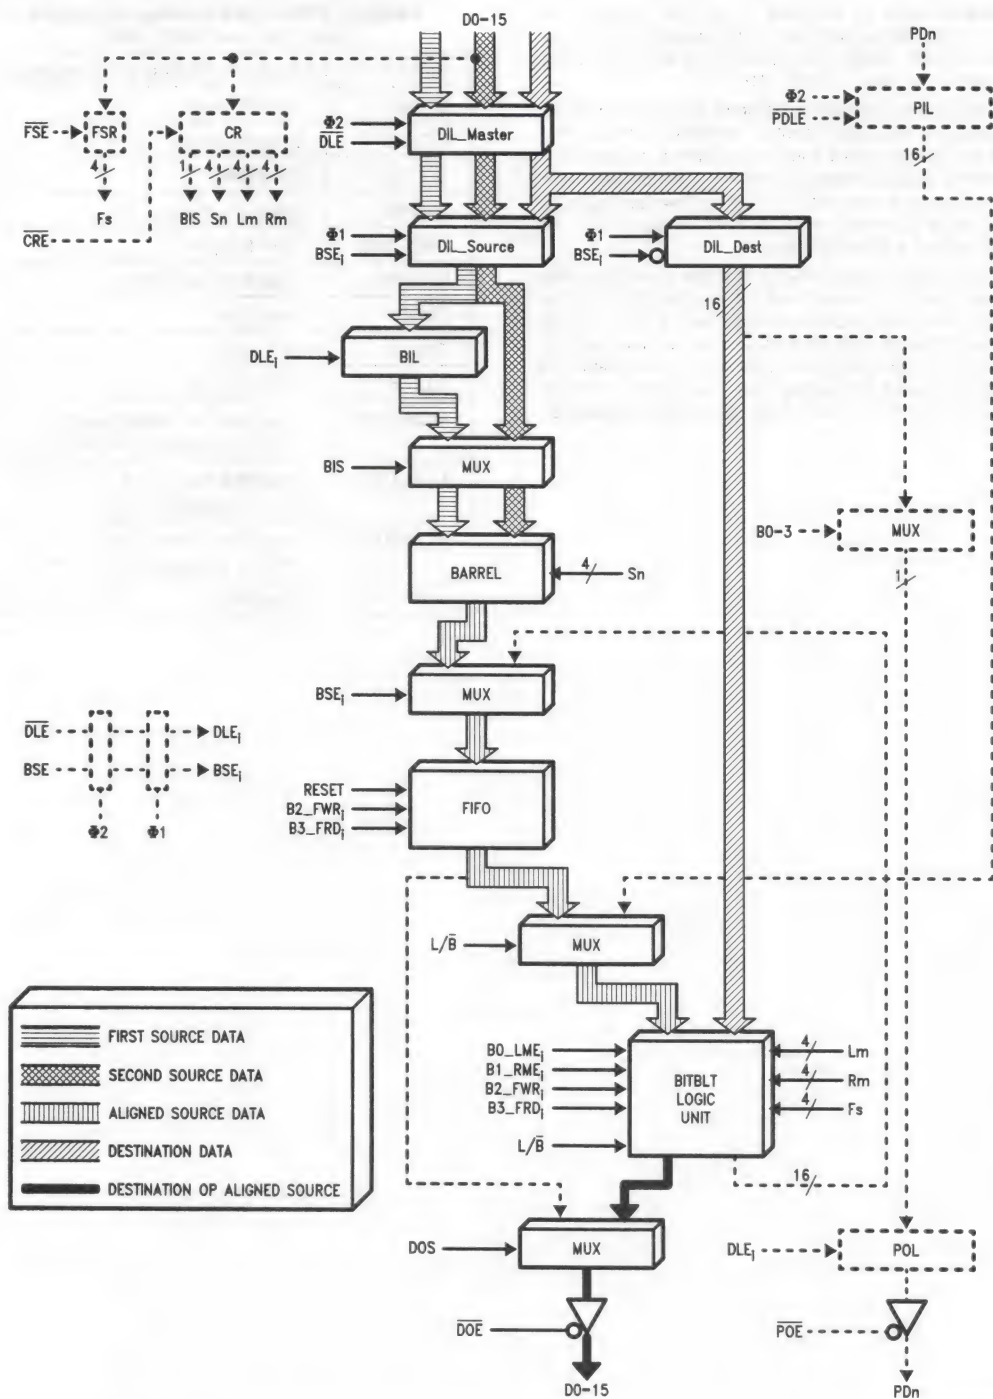 D0-15
PDn
Φ2
PDLE
PIL
16
FSE
FSR
CR
Φ2
DLE
DIL_Master
4
1
4
4
4
Fs
BIS
Sn
Lm
Rm
CRE
Φ1
BSEi
DIL_Source
Φ1
BSEi
DIL_Dest
16
DLEi
BIL
BIS
MUX
B0-3
MUX
1
BARREL
4
Sn
BSEi
MUX
DLE
DLEi
BSE
BSEi
Φ2
Φ1
RESET
B2_FWRi
B3_FRDi
FIFO
L/B
MUX
FIRST SOURCE DATA
SECOND SOURCE DATA
ALIGNED SOURCE DATA
DESTINATION DATA
DESTINATION OP ALIGNED SOURCE
B0_LMEi
B1_RMEi
B2_FWRi
B3_FRDi
L/B
BITBLT
LOGIC
UNIT
4
Lm
4
Rm
4
Fs
16
DOS
MUX
DLEi
POL
DOE
POE
D0-15
PDn